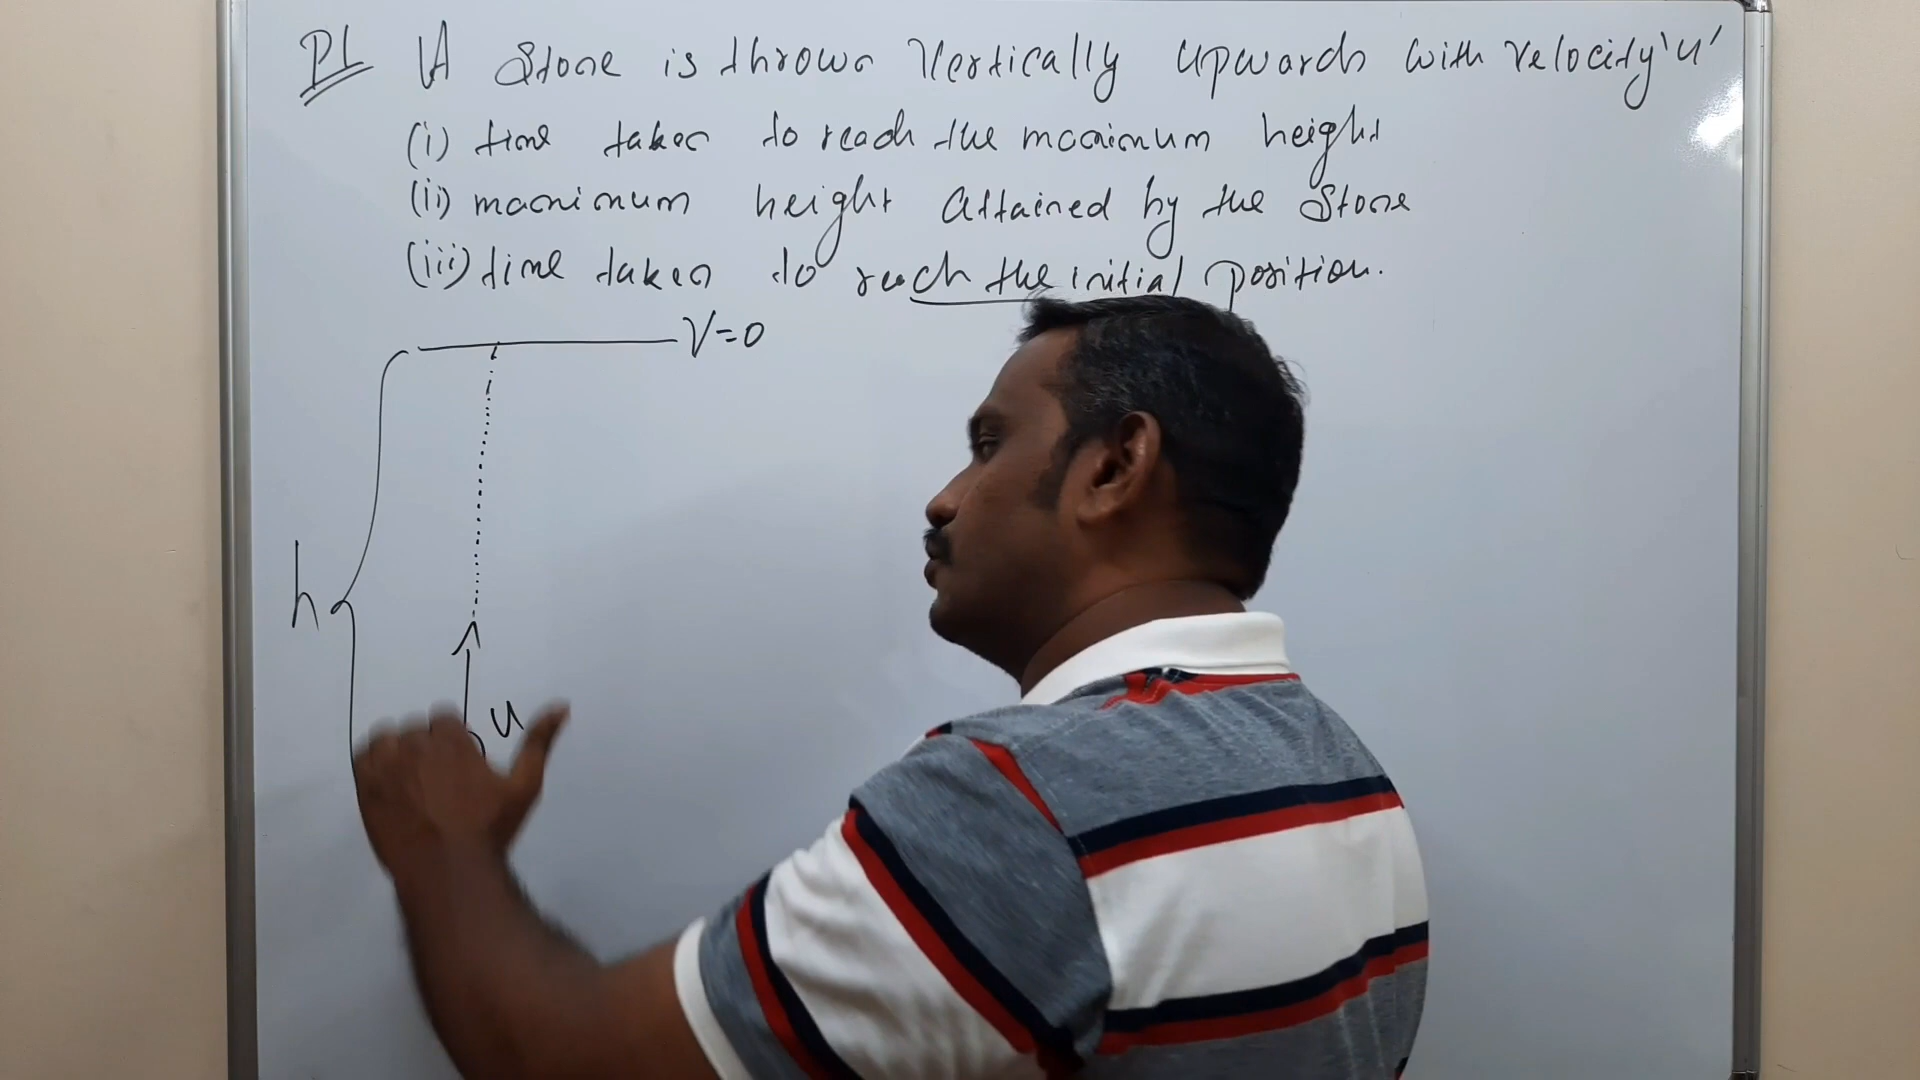 P1 A Stone is thrown Vertically upwards with velocity 'u'
(i) time taken to reach the maximum height
(ii) maximum height attained by the Stone
(iii) time taken to reach the initial position.
V=0
h
u